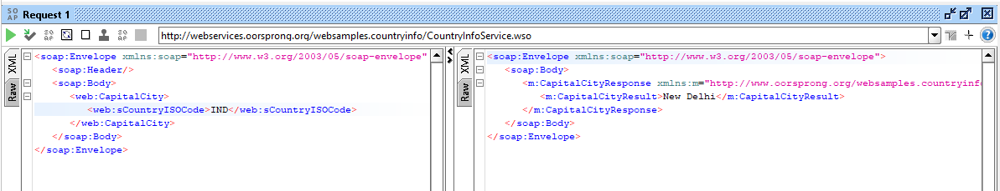 SO AP Request 1
http://webservices.oorsprong.org/websamples.countryinfo/CountryInfoService.wso
XML
Raw
<soap:Envelope xmlns:soap="http://www.w3.org/2003/05/soap-envelope"
<soap:Header/>
<soap:Body>
<web:CapitalCity>
<web:sCountryISOCode>IND</web:sCountryISOCode>
</web:CapitalCity>
</soap:Body>
</soap:Envelope>
XML
Raw
<soap:Envelope xmlns:soap="http://www.w3.org/2003/05/soap-envelope">
<soap:Body>
<m:CapitalCityResponse xmlns:m="http://www.oorsprong.org/websamples.countryinfo
<m:CapitalCityResult>New Delhi</m:CapitalCityResult>
</m:CapitalCityResponse>
</soap:Body>
</soap:Envelope>